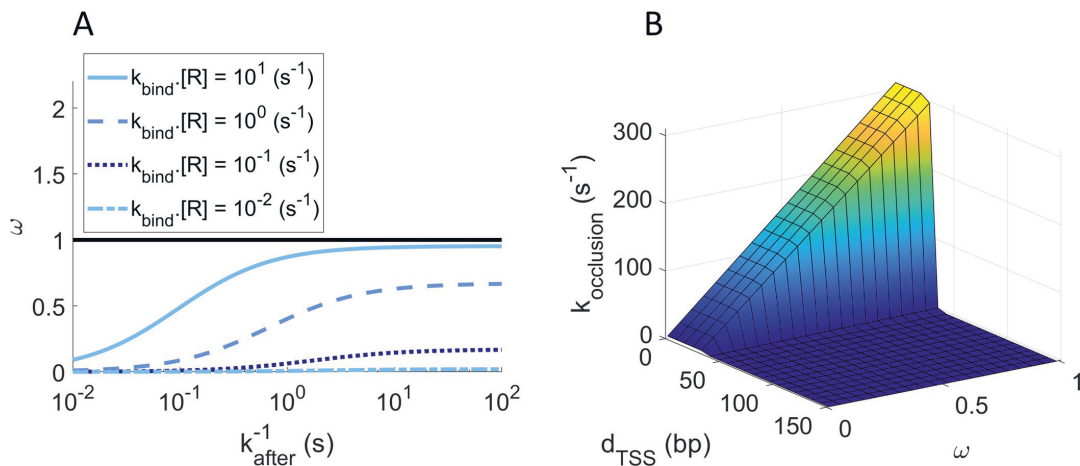 A
k_bind.[R] = 10^1 (s^-1)
k_bind.[R] = 10^0 (s^-1)
k_bind.[R] = 10^-1 (s^-1)
k_bind.[R] = 10^-2 (s^-1)
2
1.5
1
0.5
0
ω
10^-2
10^-1
10^0
10^1
10^2
k_after^-1 (s)
B
300
200
100
0
k_occlusion (s^-1)
0
50
100
150
d_TSS (bp)
0
0.5
1
ω